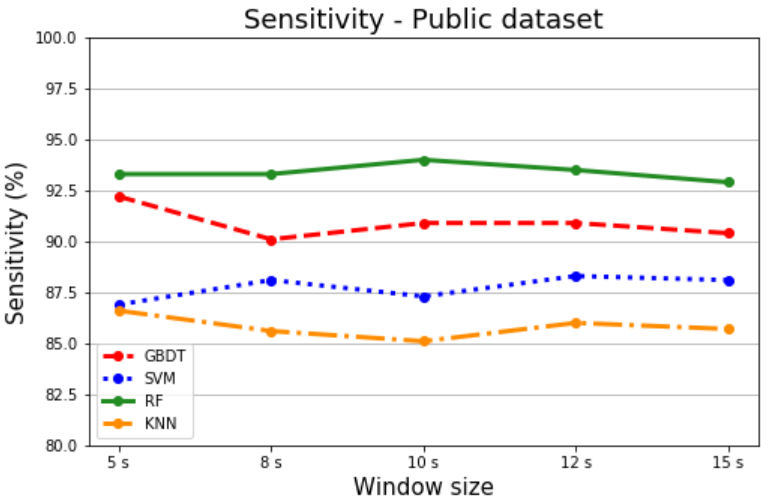 Sensitivity - Public dataset
100.0
97.5
95.0
92.5
90.0
87.5
85.0
82.5
80.0
Sensitivity (%)
GBDT
SVM
RF
KNN
5 s 8 s 10 s 12 s 15 s
Window size